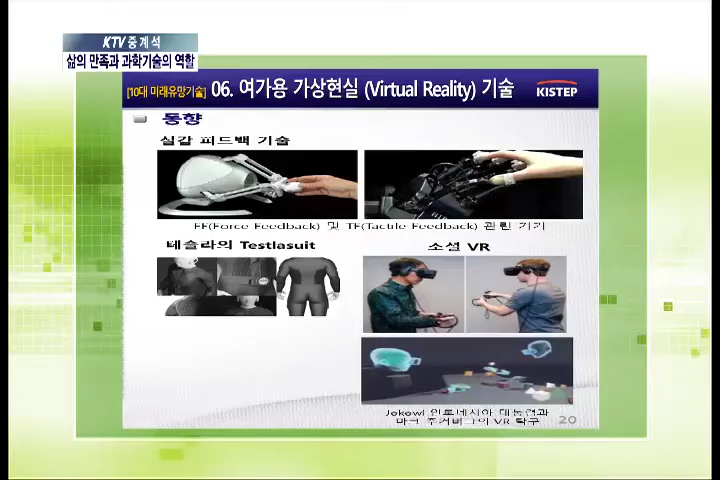 KTV 중계석
삶의 만족과 과학기술의 역할
[10대 미래유망기술] 06. 여가용 가상현실 (Virtual Reality) 기술
KISTEP
동향
실감 피드백 기술
FF(Force Feedback) 및 TF(Tactile Feedback) 관련 기기
테슬라의 Testlasuit
소셜 VR
Jokowi 인도네시아 대통령과
마크 주커버그의 VR 탁구
20